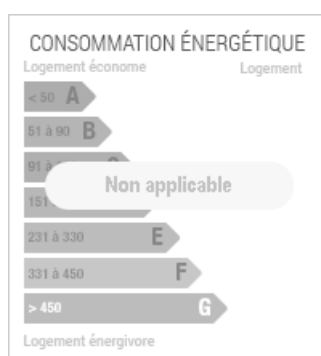 CONSOMMATION ÉNERGÉTIQUE
Logement économe Logement
< 50 A
51 à 90 B
91 à
Non applicable
151
231 à 330 E
331 à 450 F
> 450 G
Logement énergivore